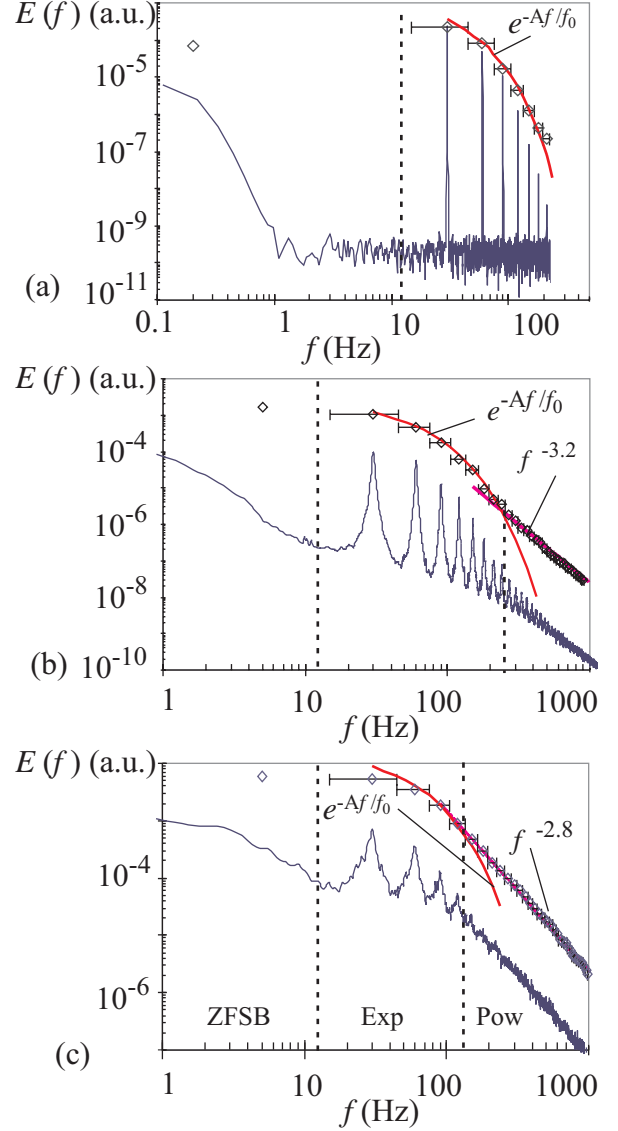 E (f) (a.u.)
e^-Af/f₀
10^-5
10^-7
10^-9
10^-11
(a)
0.1 1 10 100
f (Hz)
E (f) (a.u.)
e^-Af/f₀
f ^-3.2
10^-4
10^-6
10^-8
10^-10
(b)
1 10 100 1000
f (Hz)
E (f) (a.u.)
e^-Af/f₀
f ^-2.8
10^-4
10^-6
ZFSB Exp Pow
(c)
1 10 100 1000
f (Hz)